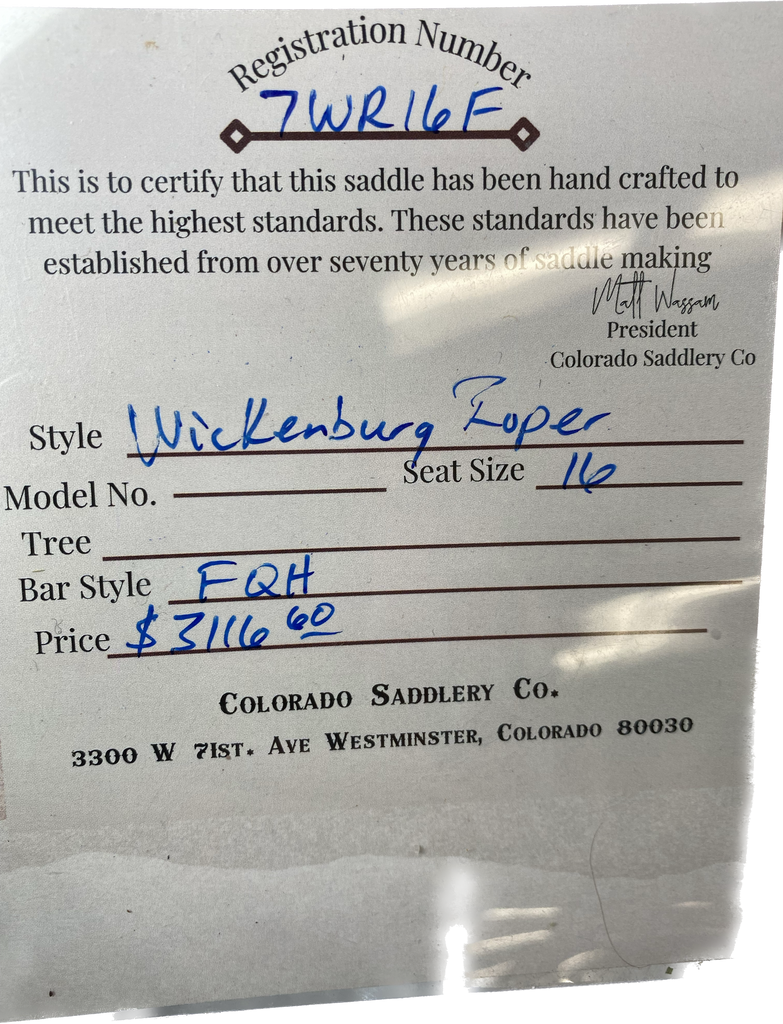 Registration Number
7WR16F
This is to certify that this saddle has been hand crafted to
meet the highest standards. These standards have been
established from over seventy years of saddle making
Matt Wassam
President
Colorado Saddlery Co
Style Wickenburg Roper
Model No. Seat Size 16
Tree
Bar Style FQH
Price $3116 60
COLORADO SADDLERY CO.
3300 W 71ST. AVE WESTMINSTER, COLORADO 80030